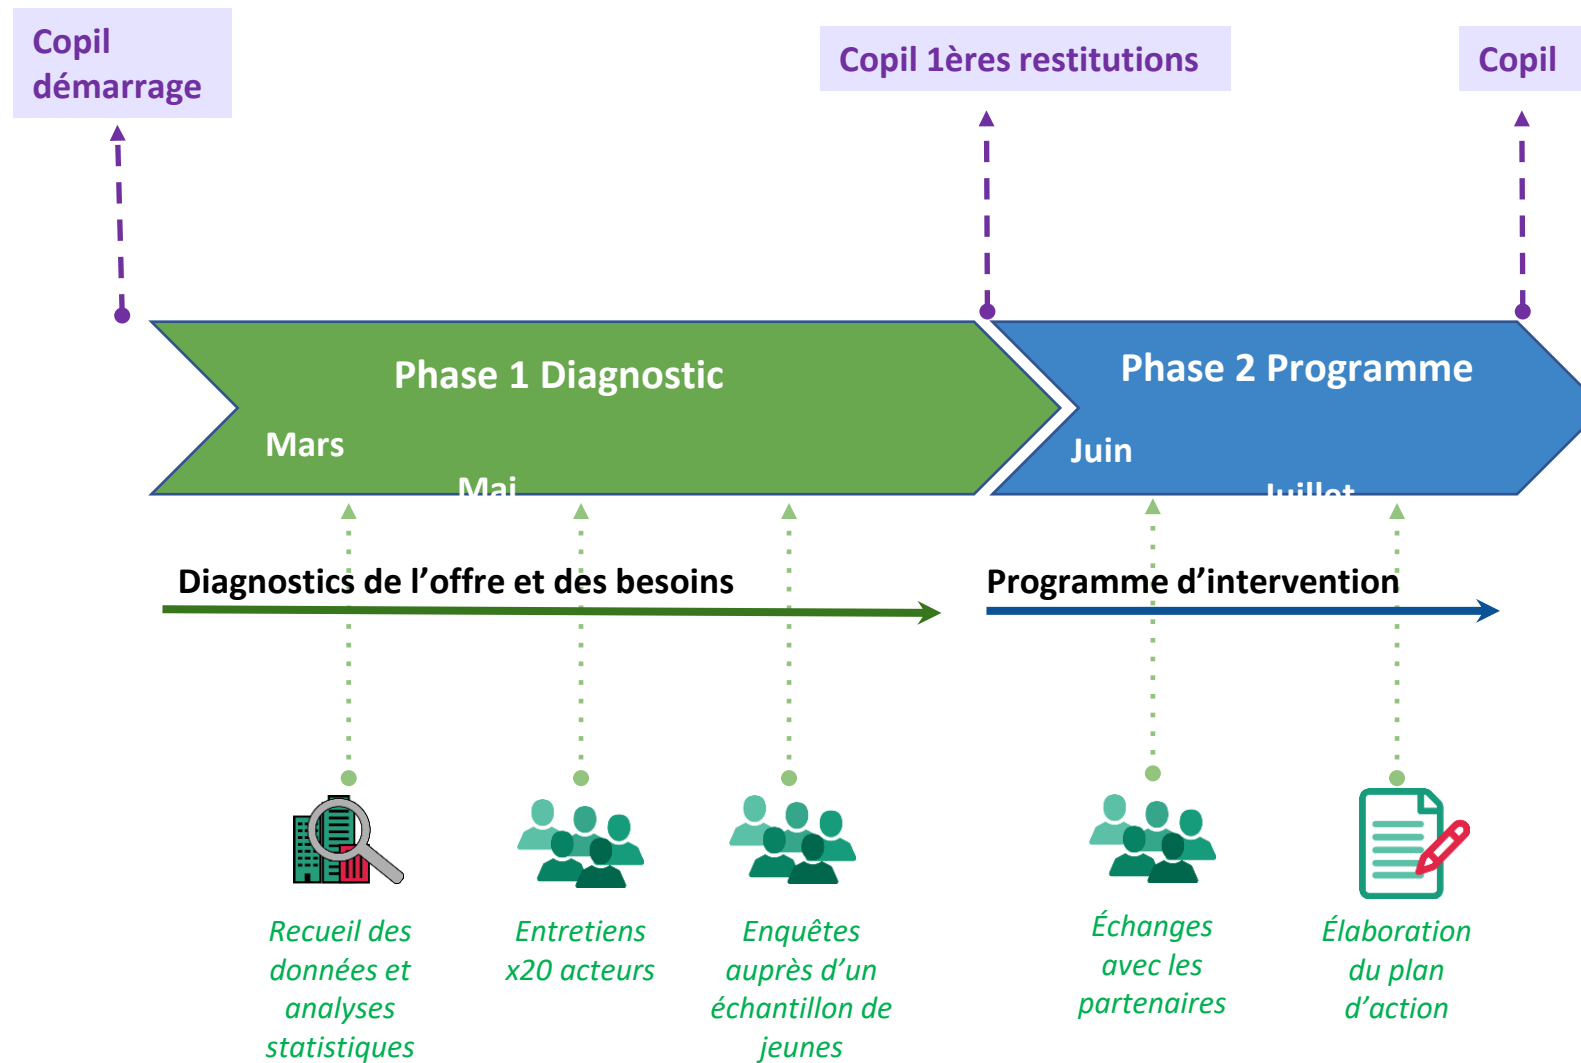 Copil
démarrage
Copil 1ères restitutions
Copil
Phase 1 Diagnostic
Phase 2 Programme
Mars
Juin
Mai
Juillet
Diagnostics de l’offre et des besoins
Programme d’intervention
Recueil des
données et
analyses
statistiques
Entretiens
x20 acteurs
Enquêtes
auprès d’un
échantillon de
jeunes
Échanges
avec les
partenaires
Élaboration
du plan
d’action